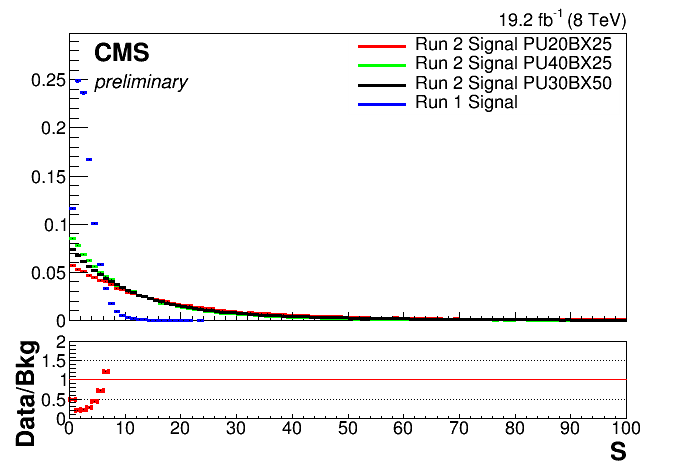 19.2 fb-1 (8 TeV)
CMS
preliminary
Run 2 Signal PU20BX25
Run 2 Signal PU40BX25
Run 2 Signal PU30BX50
Run 1 Signal
0.25
0.2
0.15
0.1
0.05
0
Data/Bkg
2
1.5
1
0.5
0
0 10 20 30 40 50 60 70 80 90 100
S